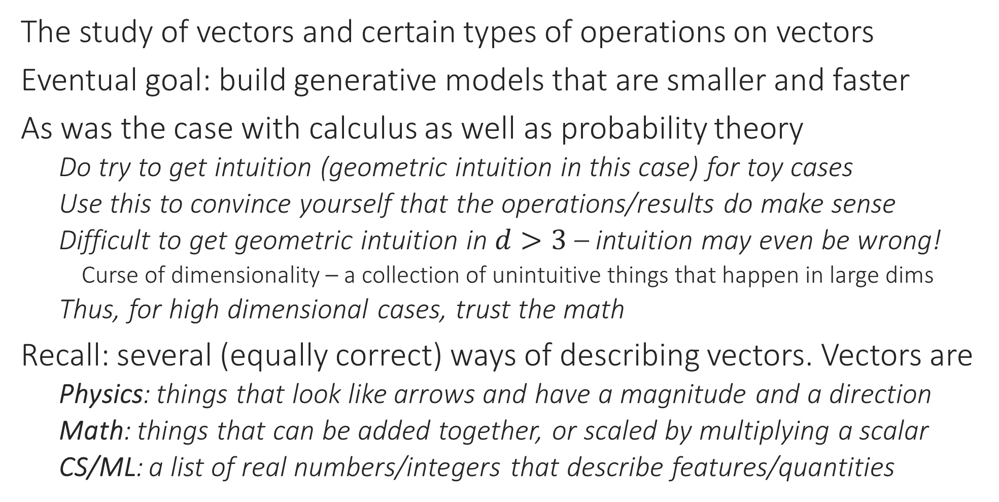 The study of vectors and certain types of operations on vectors
Eventual goal: build generative models that are smaller and faster
As was the case with calculus as well as probability theory
Do try to get intuition (geometric intuition in this case) for toy cases
Use this to convince yourself that the operations/results do make sense
Difficult to get geometric intuition in d > 3 – intuition may even be wrong!
Curse of dimensionality – a collection of unintuitive things that happen in large dims
Thus, for high dimensional cases, trust the math
Recall: several (equally correct) ways of describing vectors. Vectors are
Physics: things that look like arrows and have a magnitude and a direction
Math: things that can be added together, or scaled by multiplying a scalar
CS/ML: a list of real numbers/integers that describe features/quantities